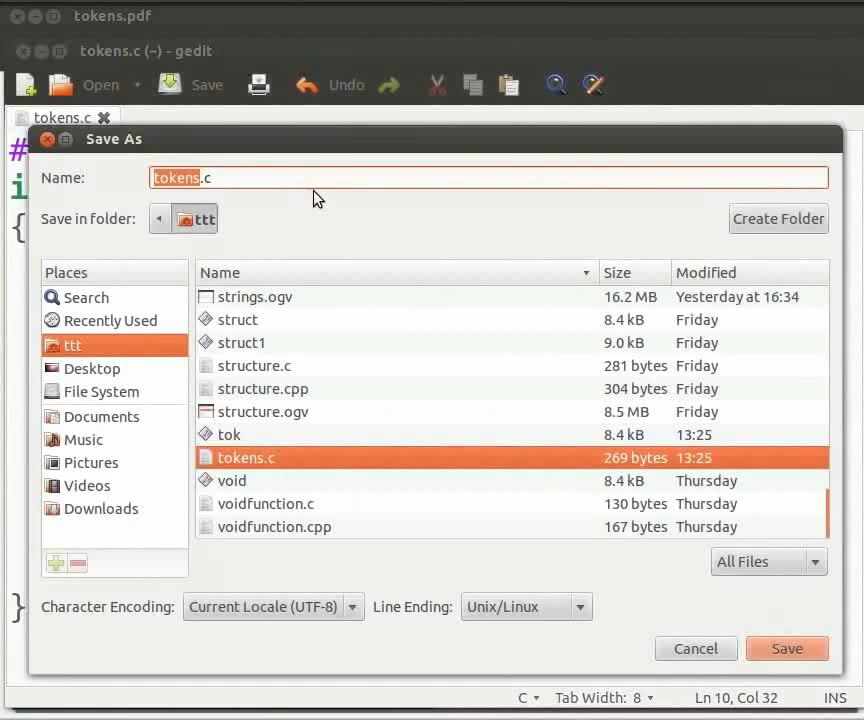 tokens.pdf
tokens.c (~) - gedit
Open Save Undo
tokens.c
#
i
{
Save As
Name: tokens.c
Save in folder: ttt Create Folder
Places Name Size Modified
Search strings.ogv 16.2 MB Yesterday at 16:34
Recently Used struct 8.4 kB Friday
ttt struct1 9.0 kB Friday
Desktop structure.c 281 bytes Friday
File System structure.cpp 304 bytes Friday
Documents structure.ogv 8.5 MB Friday
Music tok 8.4 kB 13:25
Pictures tokens.c 269 bytes 13:25
Videos void 8.4 kB Thursday
Downloads voidfunction.c 130 bytes Thursday
voidfunction.cpp 167 bytes Thursday
All Files
}
Character Encoding: Current Locale (UTF-8) Line Ending: Unix/Linux
Cancel Save
C Tab Width: 8 Ln 10, Col 32 INS